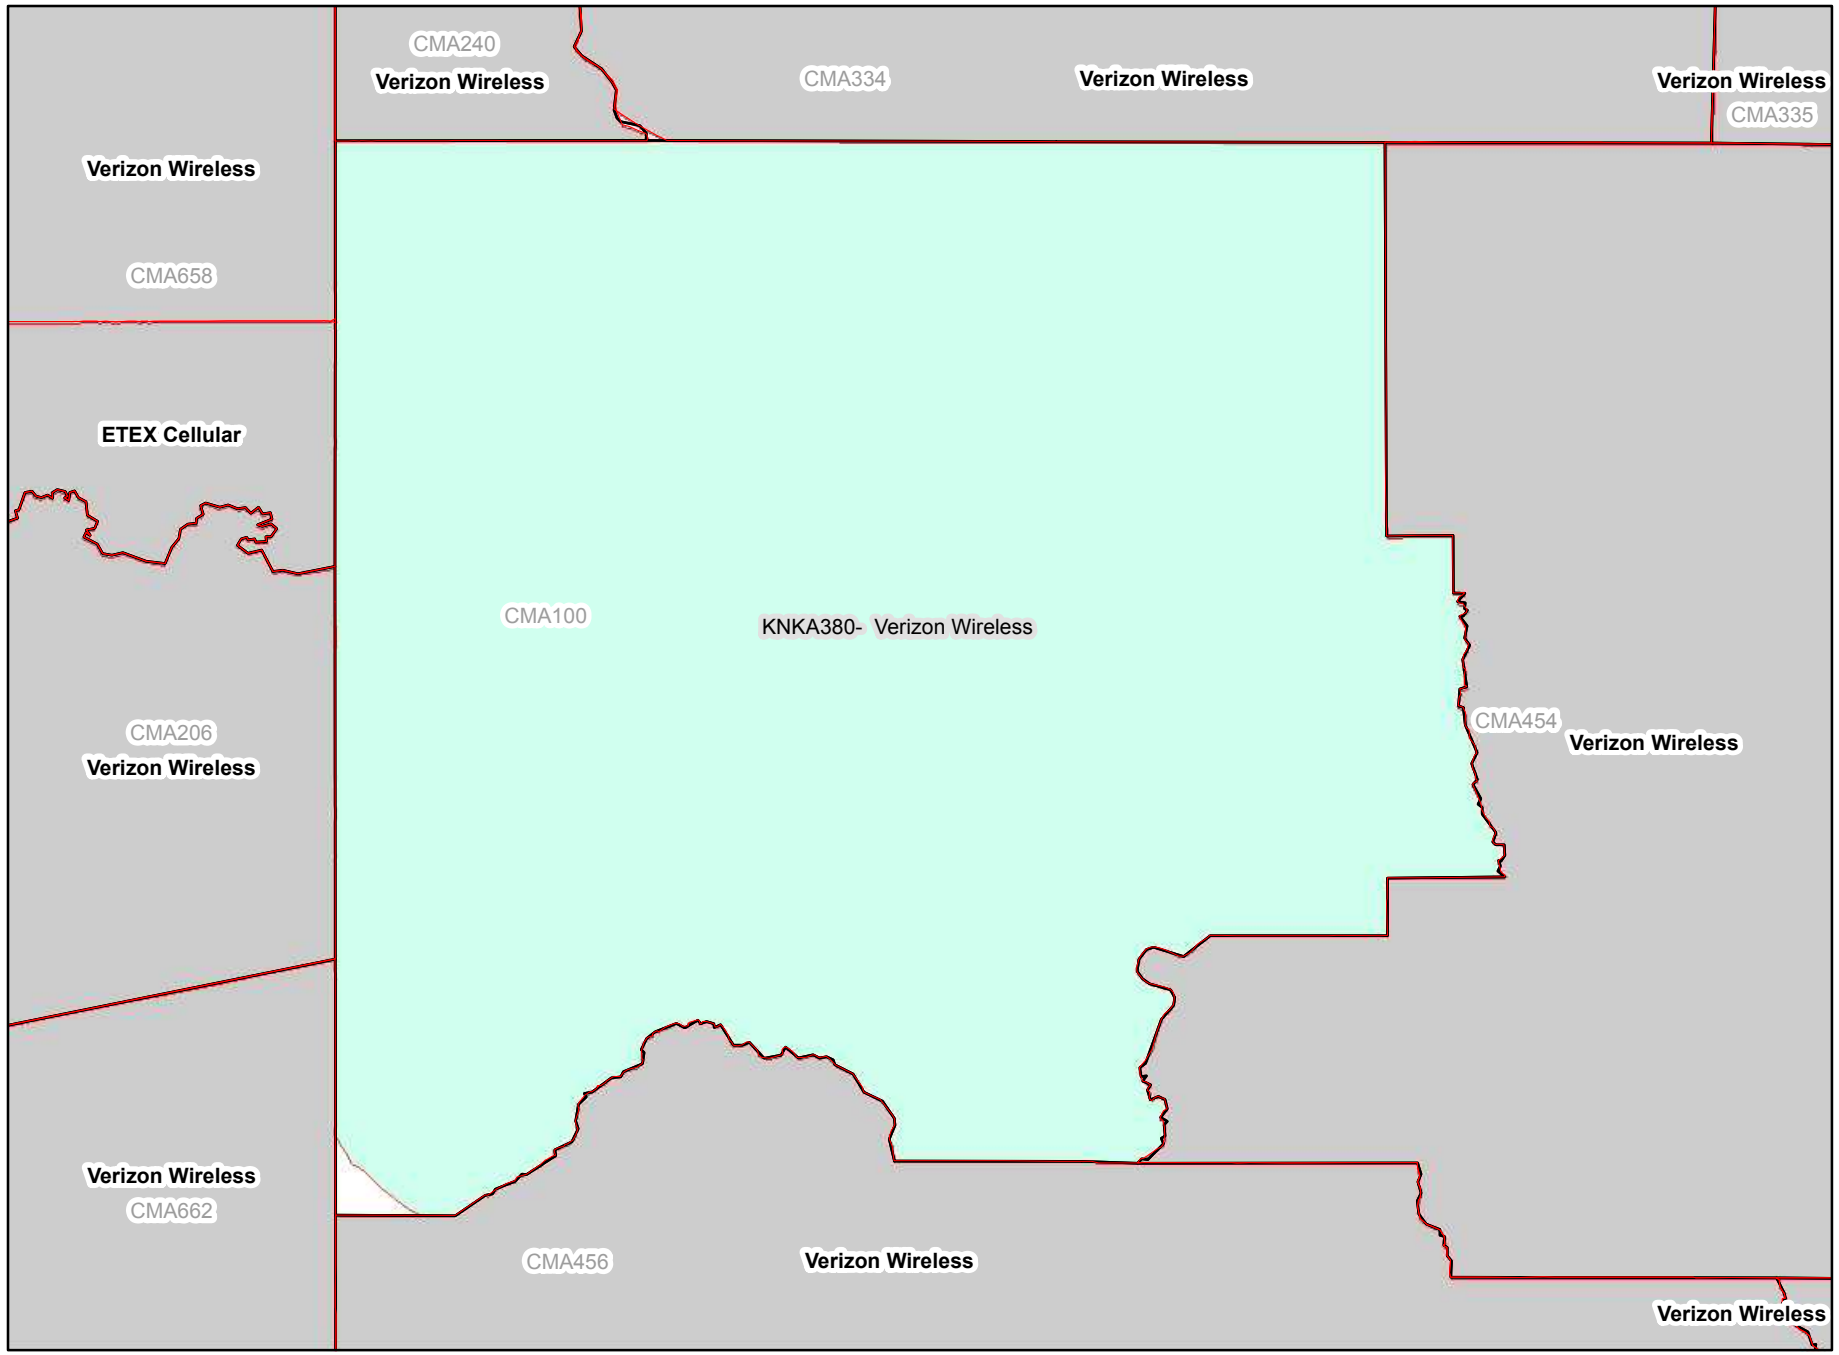 CMA240
Verizon Wireless
CMA334
Verizon Wireless
Verizon Wireless
CMA335
Verizon Wireless
CMA658
ETEX Cellular
CMA100
KNKA380- Verizon Wireless
CMA206
Verizon Wireless
CMA454
Verizon Wireless
Verizon Wireless
CMA662
CMA456
Verizon Wireless
Verizon Wireless